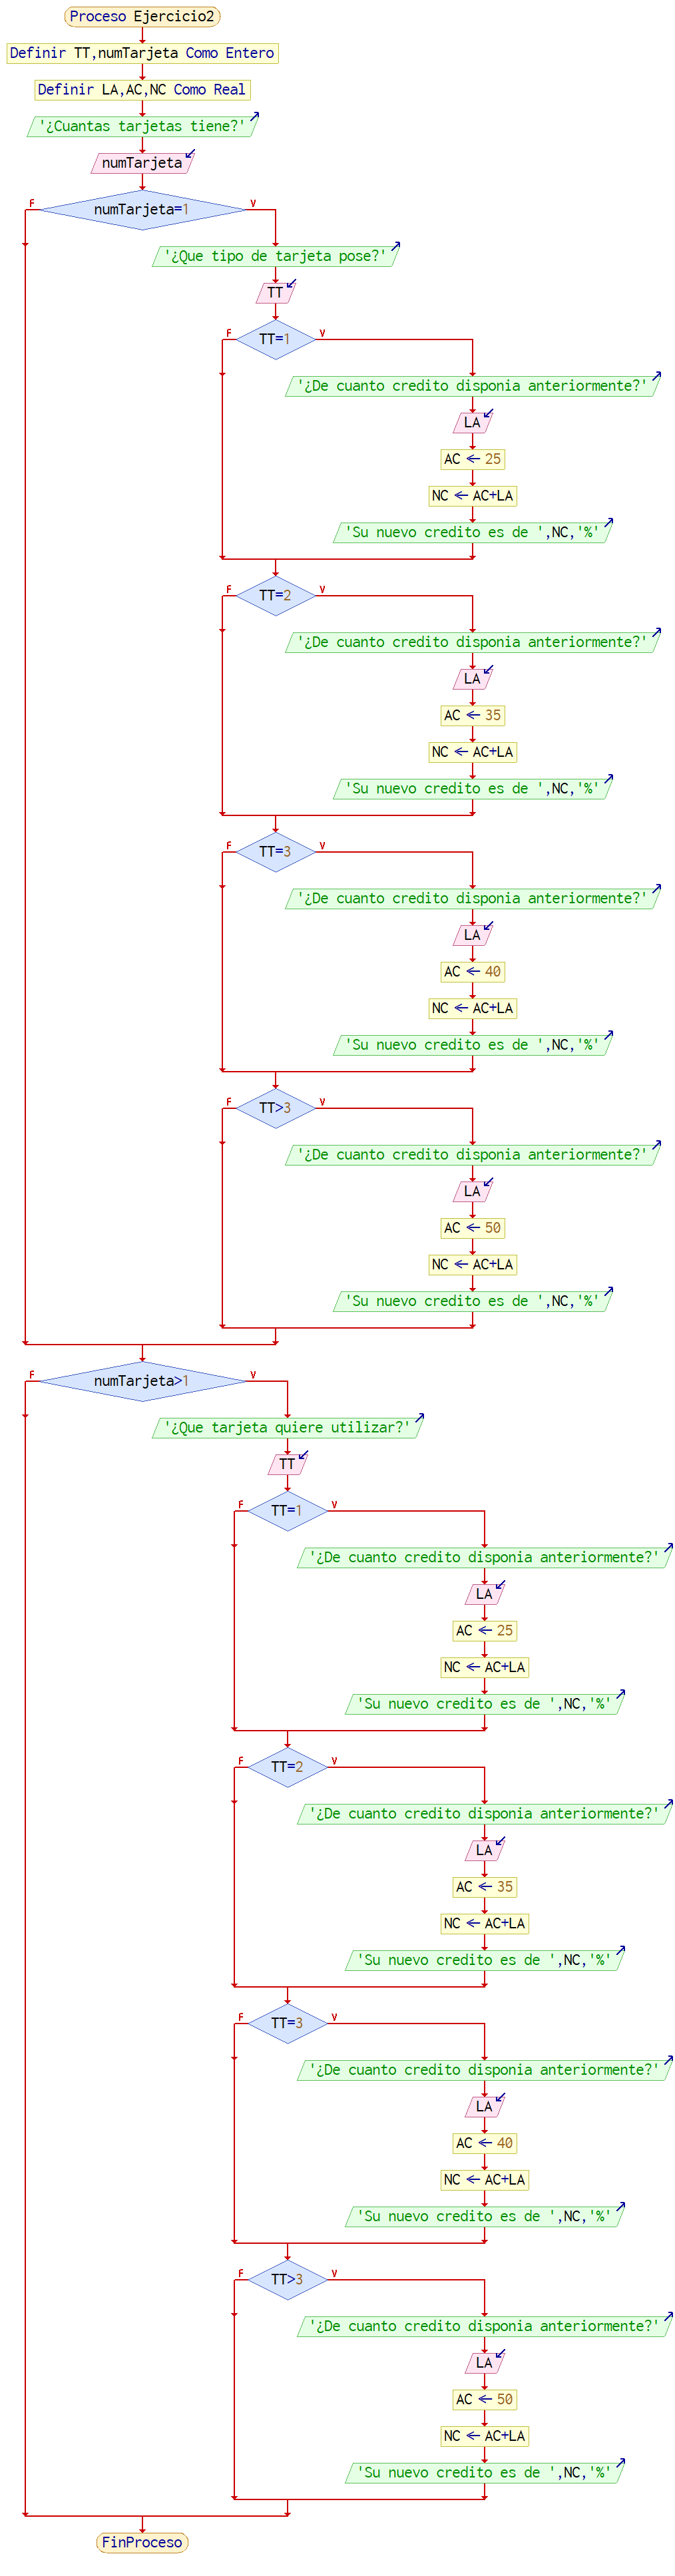 Proceso Ejercicio2
Definir TT,numTarjeta Como Entero
Definir LA,AC,NC Como Real
'¿Cuantas tarjetas tiene?'
numTarjeta
F
V
numTarjeta=1
'¿Que tipo de tarjeta pose?'
TT
F
V
TT=1
'¿De cuanto credito disponia anteriormente?'
LA
AC ← 25
NC ← AC+LA
'Su nuevo credito es de ',NC,'%'
F
V
TT=2
'¿De cuanto credito disponia anteriormente?'
LA
AC ← 35
NC ← AC+LA
'Su nuevo credito es de ',NC,'%'
F
V
TT=3
'¿De cuanto credito disponia anteriormente?'
LA
AC ← 40
NC ← AC+LA
'Su nuevo credito es de ',NC,'%'
F
V
TT>3
'¿De cuanto credito disponia anteriormente?'
LA
AC ← 50
NC ← AC+LA
'Su nuevo credito es de ',NC,'%'
F
V
numTarjeta>1
'¿Que tarjeta quiere utilizar?'
TT
F
V
TT=1
'¿De cuanto credito disponia anteriormente?'
LA
AC ← 25
NC ← AC+LA
'Su nuevo credito es de ',NC,'%'
F
V
TT=2
'¿De cuanto credito disponia anteriormente?'
LA
AC ← 35
NC ← AC+LA
'Su nuevo credito es de ',NC,'%'
F
V
TT=3
'¿De cuanto credito disponia anteriormente?'
LA
AC ← 40
NC ← AC+LA
'Su nuevo credito es de ',NC,'%'
F
V
TT>3
'¿De cuanto credito disponia anteriormente?'
LA
AC ← 50
NC ← AC+LA
'Su nuevo credito es de ',NC,'%'
FinProceso